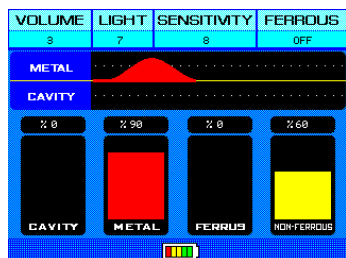 VOLUME LIGHT SENSITIVITY FERROUS
3 7 8 OFF
METAL
CAVITY
% 0 % 90 % 0 % 60
CAVITY METAL FERRUS NON-FERROUS